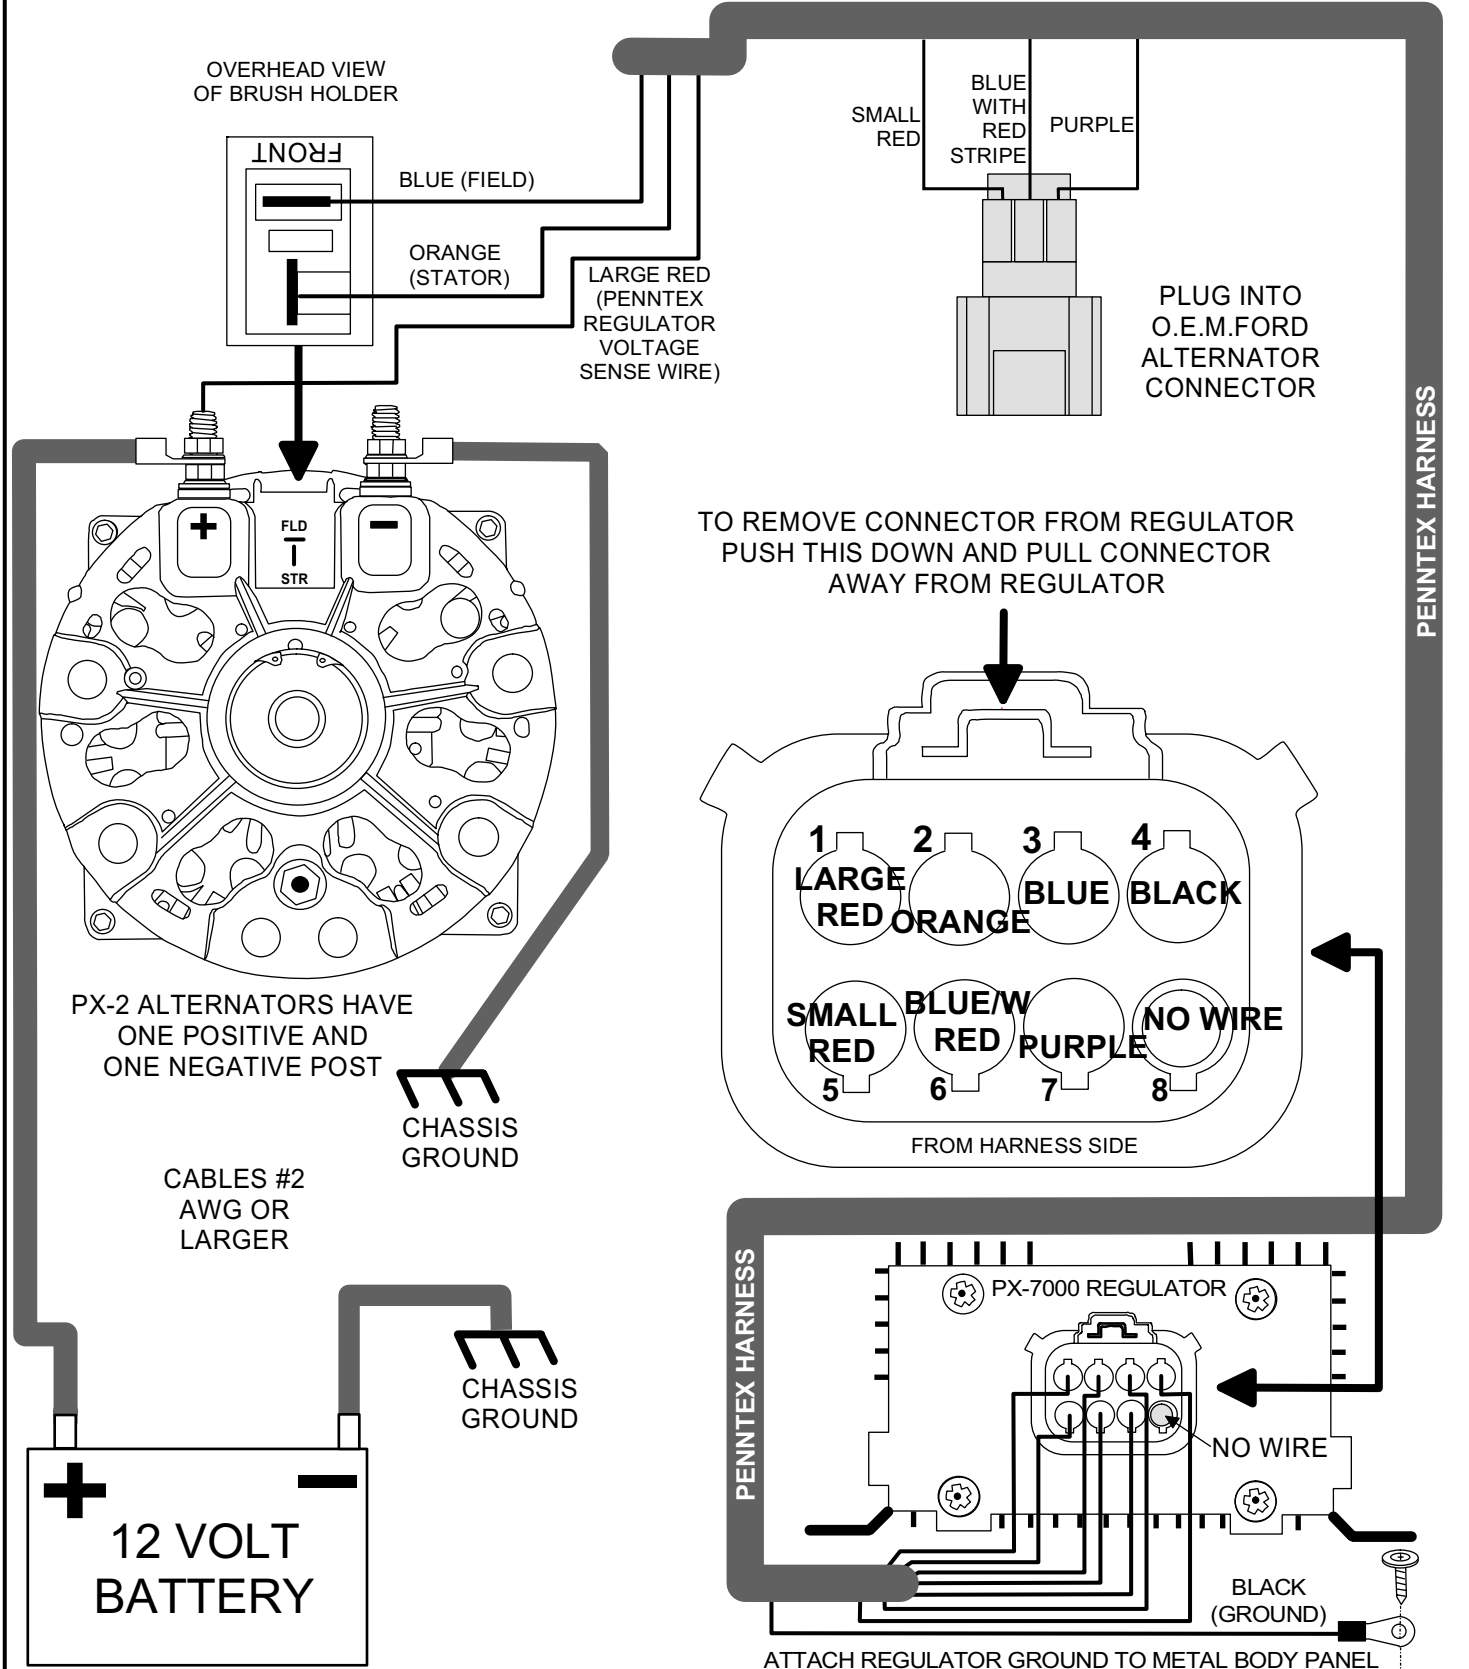 OVERHEAD VIEW
OF BRUSH HOLDER
FRONT
BLUE (FIELD)
ORANGE
(STATOR)
LARGE RED
(PENNTEX
REGULATOR
VOLTAGE
SENSE WIRE)
SMALL
RED
BLUE
WITH
RED
STRIPE
PURPLE
PLUG INTO
O.E.M.FORD
ALTERNATOR
CONNECTOR
PENNTEX HARNESS
+
-
FLD
STR
PX-2 ALTERNATORS HAVE
ONE POSITIVE AND
ONE NEGATIVE POST
CHASSIS
GROUND
CABLES #2
AWG OR
LARGER
CHASSIS
GROUND
+
-
12 VOLT
BATTERY
TO REMOVE CONNECTOR FROM REGULATOR
PUSH THIS DOWN AND PULL CONNECTOR
AWAY FROM REGULATOR
1
LARGE
RED
2
ORANGE
3
BLUE
4
BLACK
SMALL
RED
5
BLUE/W
RED
6
PURPLE
7
NO WIRE
8
FROM HARNESS SIDE
PENNTEX HARNESS
PX-7000 REGULATOR
NO WIRE
BLACK
(GROUND)
ATTACH REGULATOR GROUND TO METAL BODY PANEL